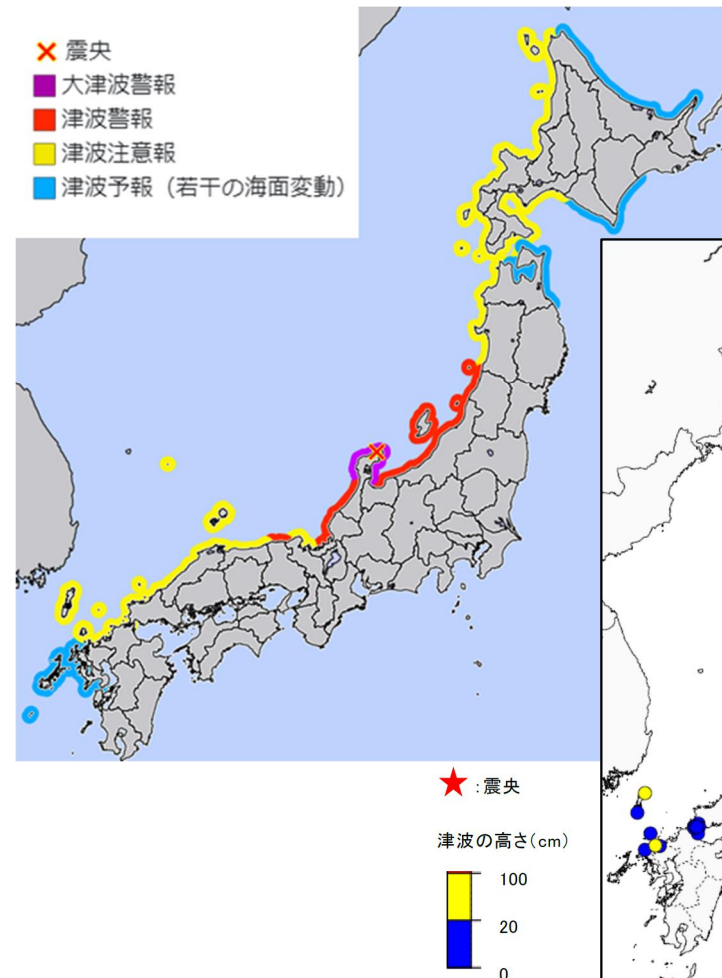 震央
大津波警報
津波警報
津波注意報
津波予報（若干の海面変動）
：震央
津波の高さ(cm)
100
20
0